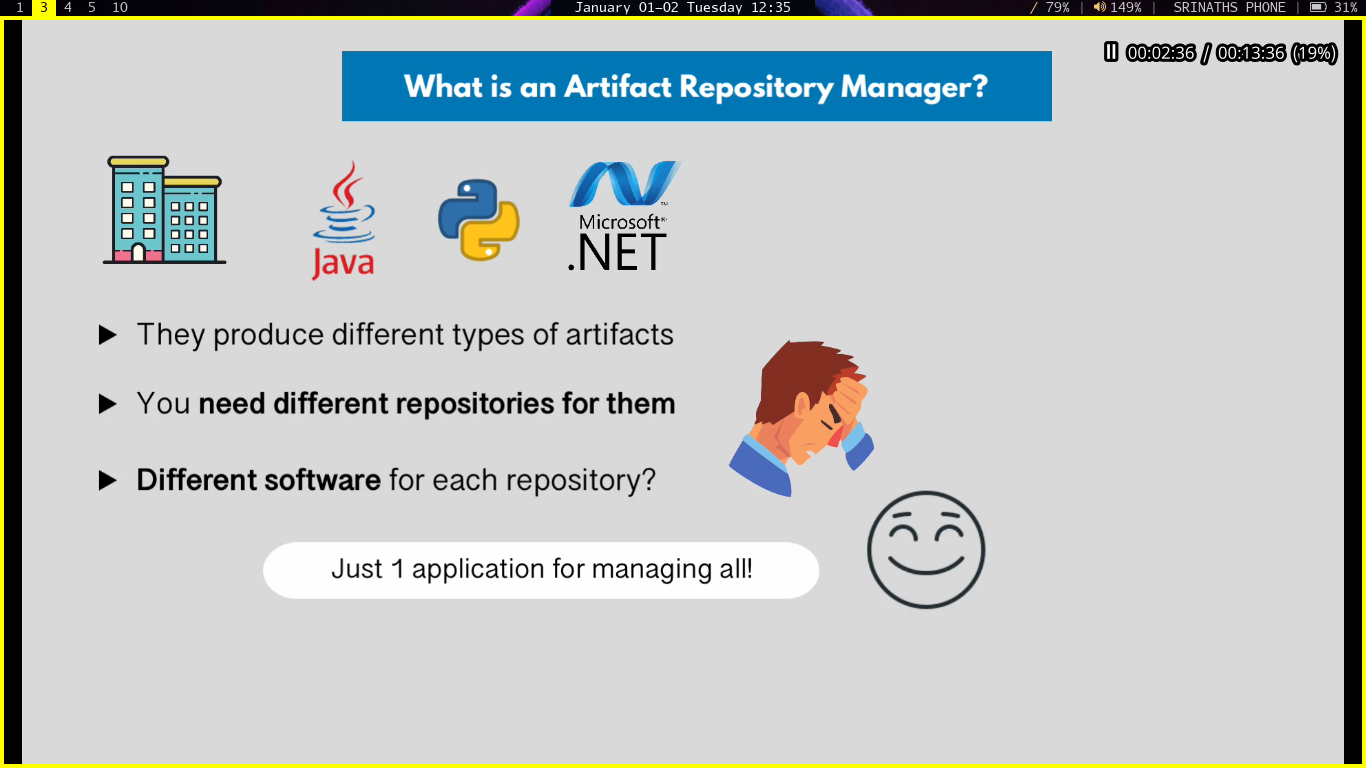 1 3 4 5 10
January 01–02 Tuesday 12:35
/ 79% | 149% | SRINATHS PHONE | 31%
00:02:36 / 00:13:36 (19%)
What is an Artifact Repository Manager?
Java
Microsoft®
.NET
They produce different types of artifacts
You need different repositories for them
Different software for each repository?
Just 1 application for managing all!